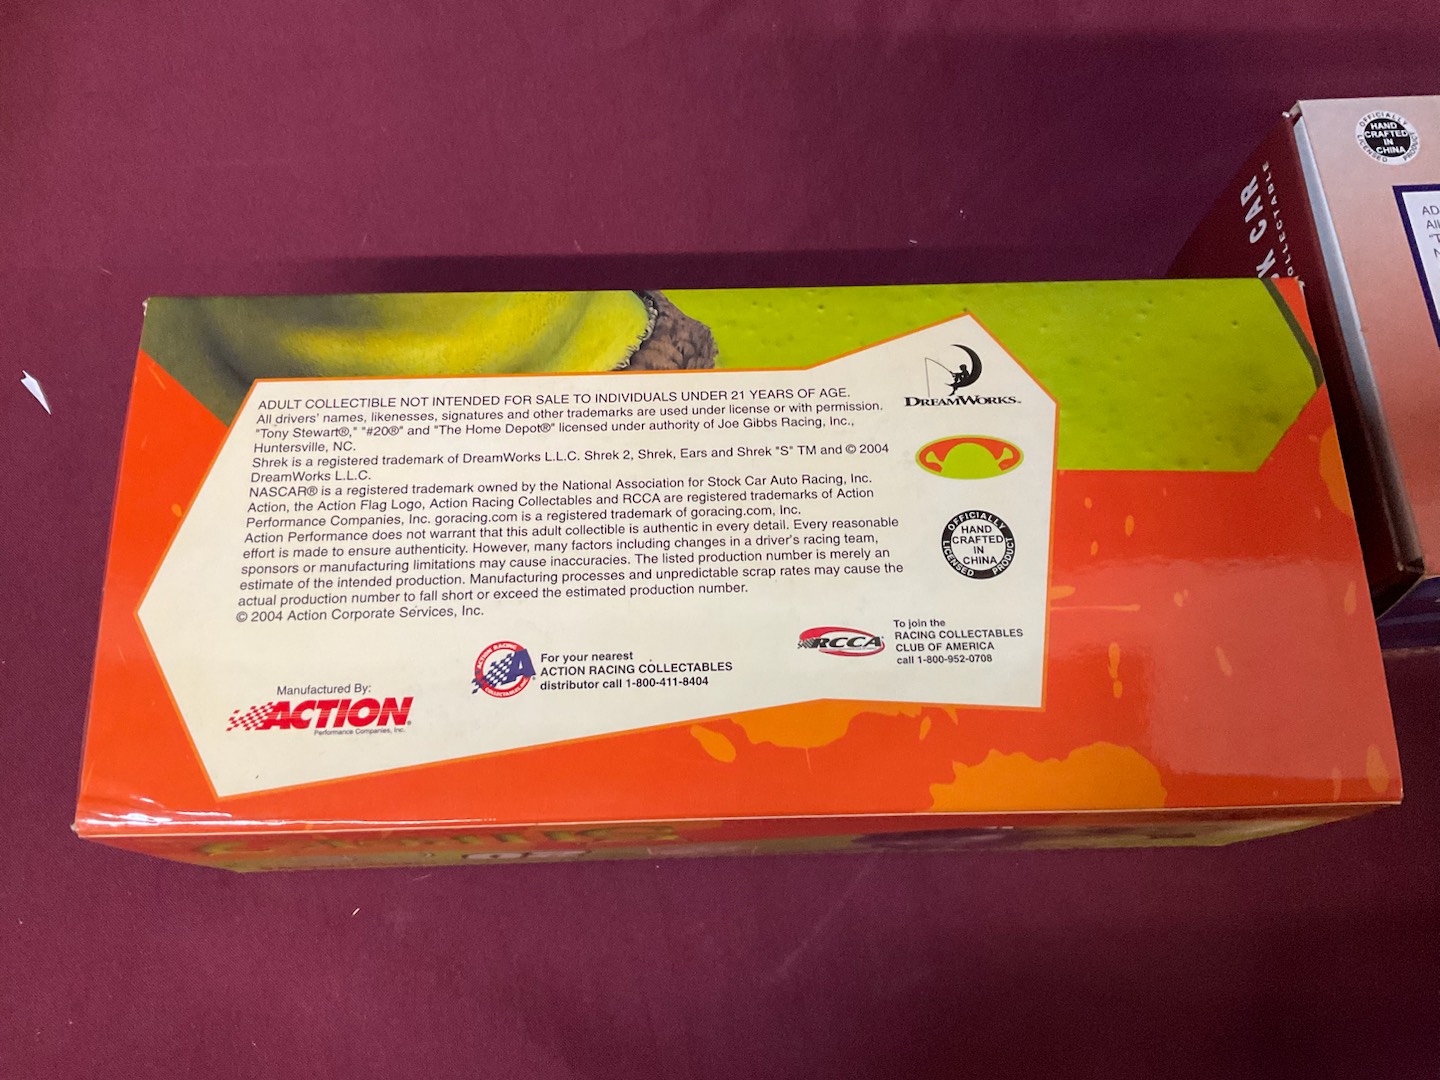 ADULT COLLECTIBLE NOT INTENDED FOR SALE TO INDIVIDUALS UNDER 21 YEARS OF AGE.
All drivers' names, likenesses, signatures and other trademarks are used under license or with permission.
"Tony Stewart®," "#20®" and "The Home Depot®" licensed under authority of Joe Gibbs Racing, Inc.,
Huntersville, NC.
Shrek is a registered trademark of DreamWorks L.L.C. Shrek 2, Shrek, Ears and Shrek "S" TM and © 2004
DreamWorks L.L.C.
NASCAR® is a registered trademark owned by the National Association for Stock Car Auto Racing, Inc.
Action, the Action Flag Logo, Action Racing Collectables and RCCA are registered trademarks of Action
Performance Companies, Inc. goracing.com is a registered trademark of goracing.com, Inc.
Action Performance does not warrant that this adult collectible is authentic in every detail. Every reasonable
effort is made to ensure authenticity. However, many factors including changes in a driver's racing team,
sponsors or manufacturing limitations may cause inaccuracies. The listed production number is merely an
estimate of the intended production. Manufacturing processes and unpredictable scrap rates may cause the
actual production number to fall short or exceed the estimated production number.
© 2004 Action Corporate Services, Inc.
DREAMWORKS
OFFICIALLY
HAND
CRAFTED
IN
CHINA
LICENSED PRODUCT
Manufactured By:
ACTION
Performance Companies, Inc.
ACTION RACING
A
COLLECTABLES, INC.
For your nearest
ACTION RACING COLLECTABLES
distributor call 1-800-411-8404
RCCA
To join the
RACING COLLECTABLES
CLUB OF AMERICA
call 1-800-952-0708
OFFICIALLY
HAND
CRAFTED
IN
CHINA
LICENSED PRODUCT
CAR